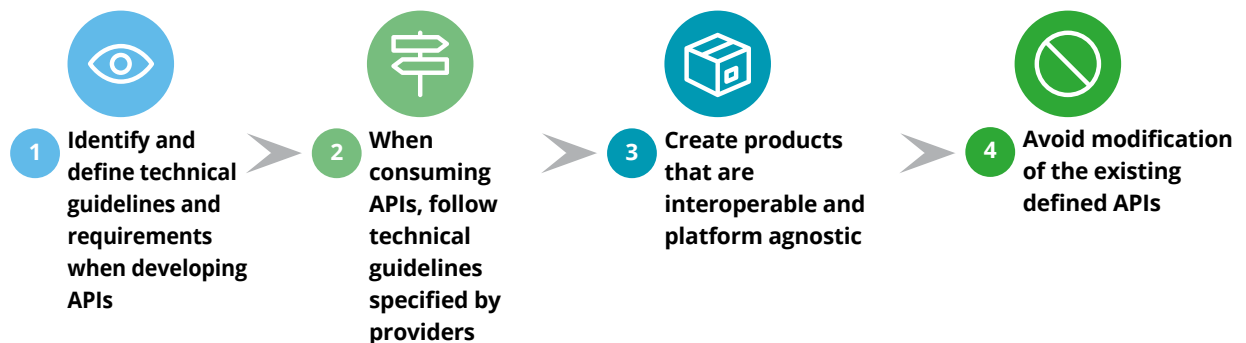 1
Identify and
define technical
guidelines and
requirements
when developing
APIs
2
When
consuming
APIs, follow
technical
guidelines
specified by
providers
3
Create products
that are
interoperable and
platform agnostic
4
Avoid modification
of the existing
defined APIs